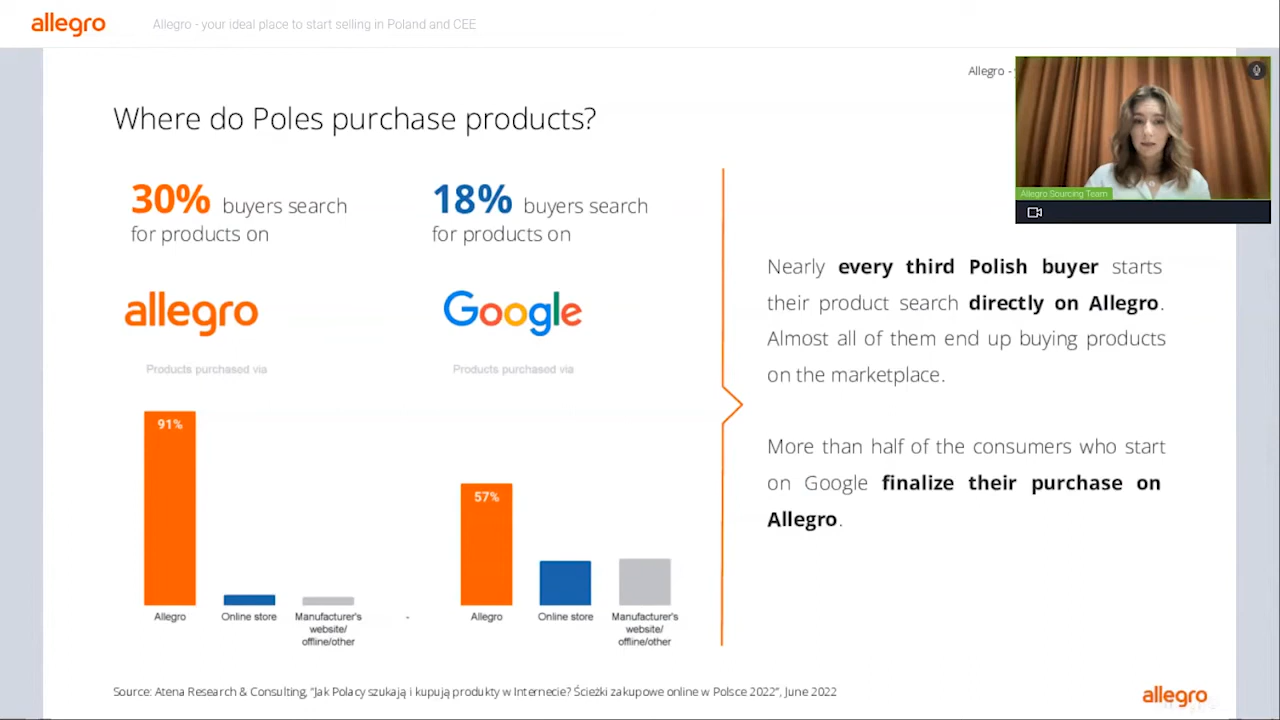 allegro
Allegro - your ideal place to start selling in Poland and CEE
Allegro -
Where do Poles purchase products?
30% buyers search
for products on
18% buyers search
for products on
allegro
Google
Products purchased via
Products purchased via
91%
Allegro
Online store
Manufacturer's
website/
offline/other
-
57%
Allegro
Online store
Manufacturer's
website/
offline/other
Nearly every third Polish buyer starts
their product search directly on Allegro.
Almost all of them end up buying products
on the marketplace.
More than half of the consumers who start
on Google finalize their purchase on
Allegro.
Allegro Sourcing Team
Source: Atena Research & Consulting, "Jak Polacy szukają i kupują produkty w Internecie? Ścieżki zakupowe online w Polsce 2022", June 2022
allegro